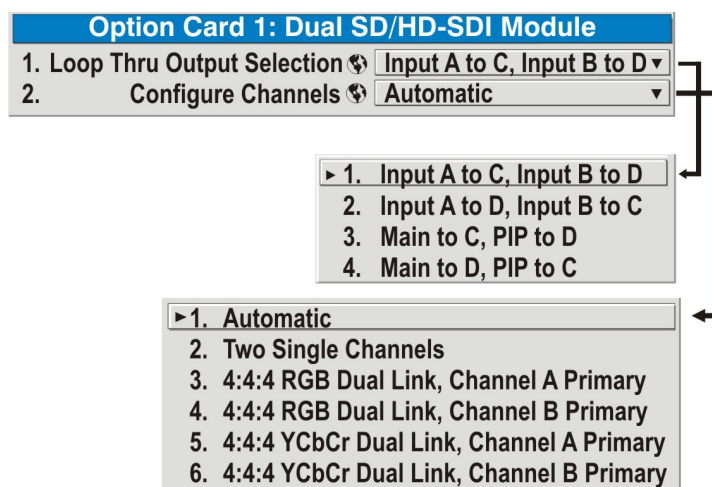 Option Card 1: Dual SD/HD-SDI Module
1. Loop Thru Output Selection Input A to C, Input B to D
2. Configure Channels Automatic
1. Input A to C, Input B to D
2. Input A to D, Input B to C
3. Main to C, PIP to D
4. Main to D, PIP to C
1. Automatic
2. Two Single Channels
3. 4:4:4 RGB Dual Link, Channel A Primary
4. 4:4:4 RGB Dual Link, Channel B Primary
5. 4:4:4 YCbCr Dual Link, Channel A Primary
6. 4:4:4 YCbCr Dual Link, Channel B Primary